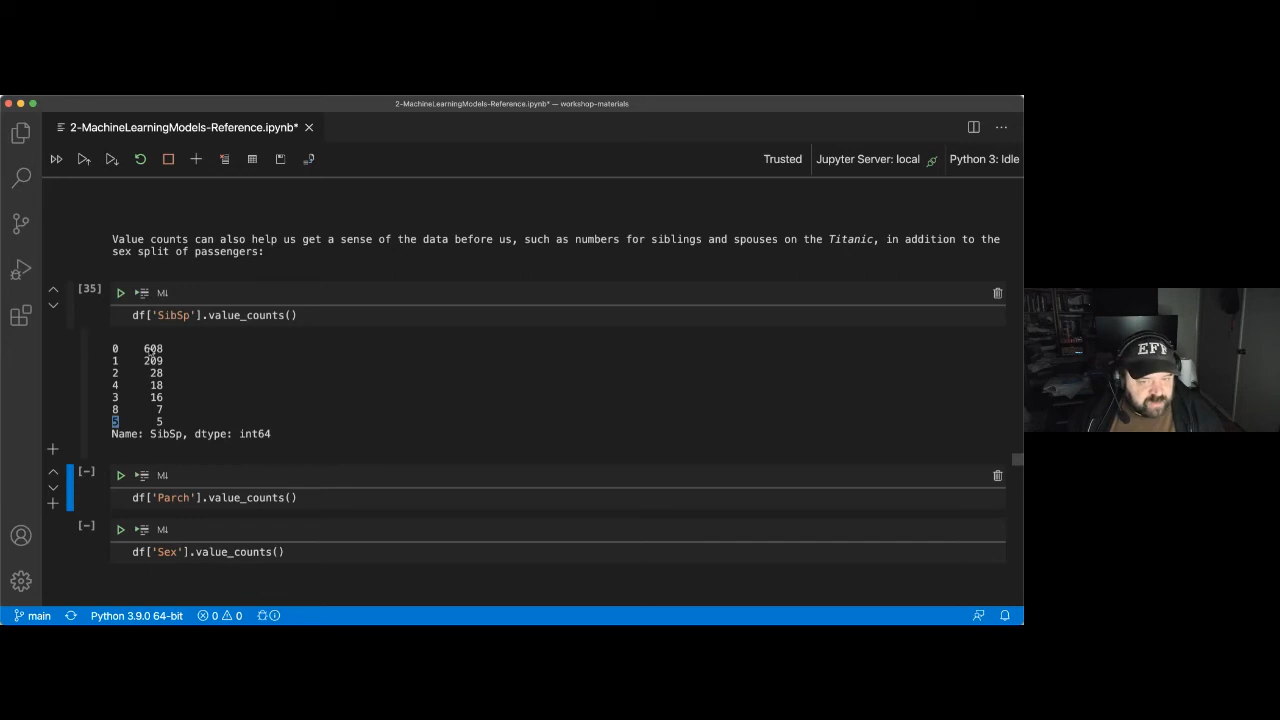 2-MachineLearningModels-Reference.ipynb* — workshop-materials
2-MachineLearningModels-Reference.ipynb*
Trusted
Jupyter Server: local
Python 3: Idle
Value counts can also help us get a sense of the data before us, such as numbers for siblings and spouses on the Titanic, in addition to the
sex split of passengers:
[35]
M↓
df['SibSp'].value_counts()
0 608
1 209
2 28
4 18
3 16
8 7
5 5
Name: SibSp, dtype: int64
[-]
M↓
df['Parch'].value_counts()
[-]
M↓
df['Sex'].value_counts()
main
Python 3.9.0 64-bit
0
0
EFF